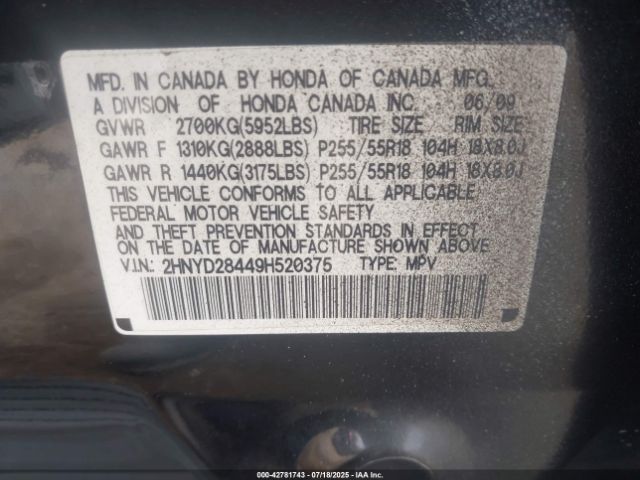 MFD. IN CANADA BY HONDA OF CANADA MFG.
A DIVISION OF HONDA CANADA INC. 06/09
GVWR 2700KG(5952LBS) TIRE SIZE RIM SIZE
GAWR F 1310KG(2888LBS) P255/55R18 104H 18X8.0J
GAWR R 1440KG(3175LBS) P255/55R18 104H 18X8.0J
THIS VEHICLE CONFORMS TO ALL APPLICABLE
FEDERAL MOTOR VEHICLE SAFETY
AND THEFT PREVENTION STANDARDS IN EFFECT
ON THE DATE OF MANUFACTURE SHOWN ABOVE.
V.I.N.: 2HNYD28449H520375 TYPE: MPV
000-42781743 - 07/18/2025 - IAAI.COM COPYRIGHT